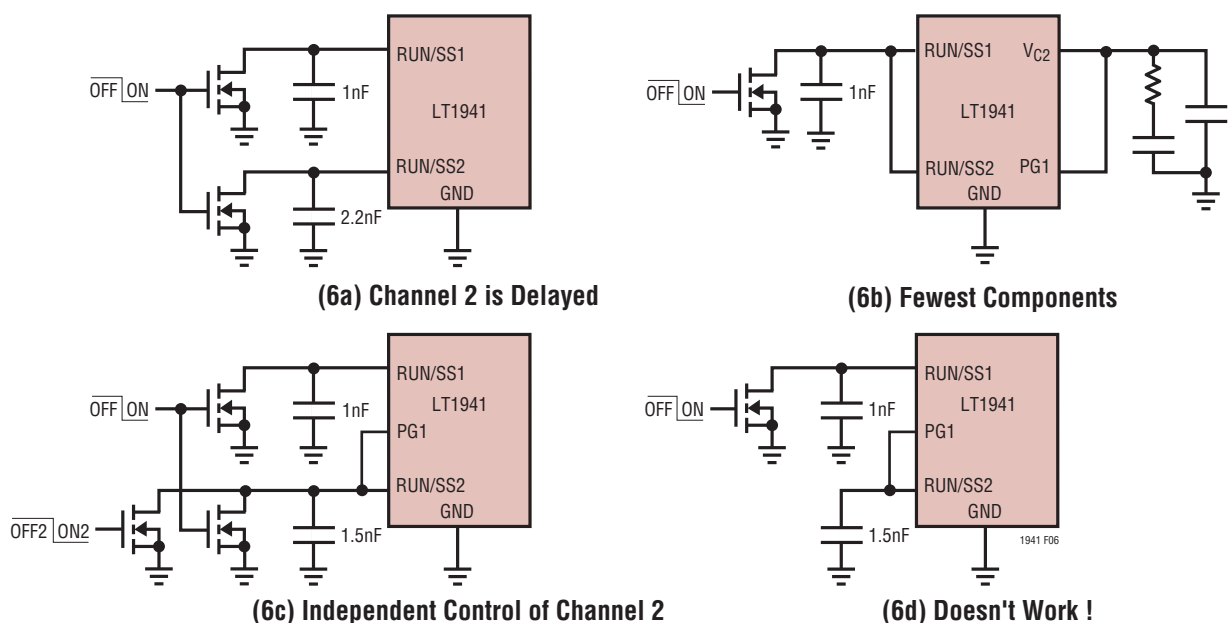 RUN/SS1
OFF ON
1nF
LT1941
RUN/SS2
GND
2.2nF
(6a) Channel 2 is Delayed
RUN/SS1
VC2
OFF ON
1nF
LT1941
RUN/SS2
PG1
GND
(6b) Fewest Components
RUN/SS1
OFF ON
1nF
LT1941
PG1
RUN/SS2
OFF2 ON2
GND
1.5nF
(6c) Independent Control of Channel 2
RUN/SS1
OFF ON
1nF
LT1941
PG1
RUN/SS2
GND
1.5nF
1941 F06
(6d) Doesn't Work !